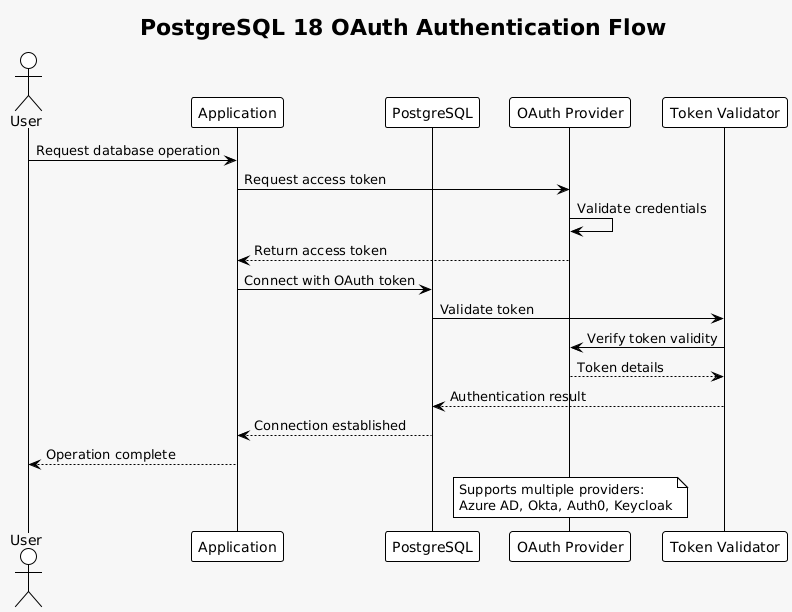 PostgreSQL 18 OAuth Authentication Flow
User
Application
PostgreSQL
OAuth Provider
Token Validator
Request database operation
Request access token
Validate credentials
Return access token
Connect with OAuth token
Validate token
Verify token validity
Token details
Authentication result
Connection established
Operation complete
Supports multiple providers:
Azure AD, Okta, Auth0, Keycloak
User
Application
PostgreSQL
OAuth Provider
Token Validator